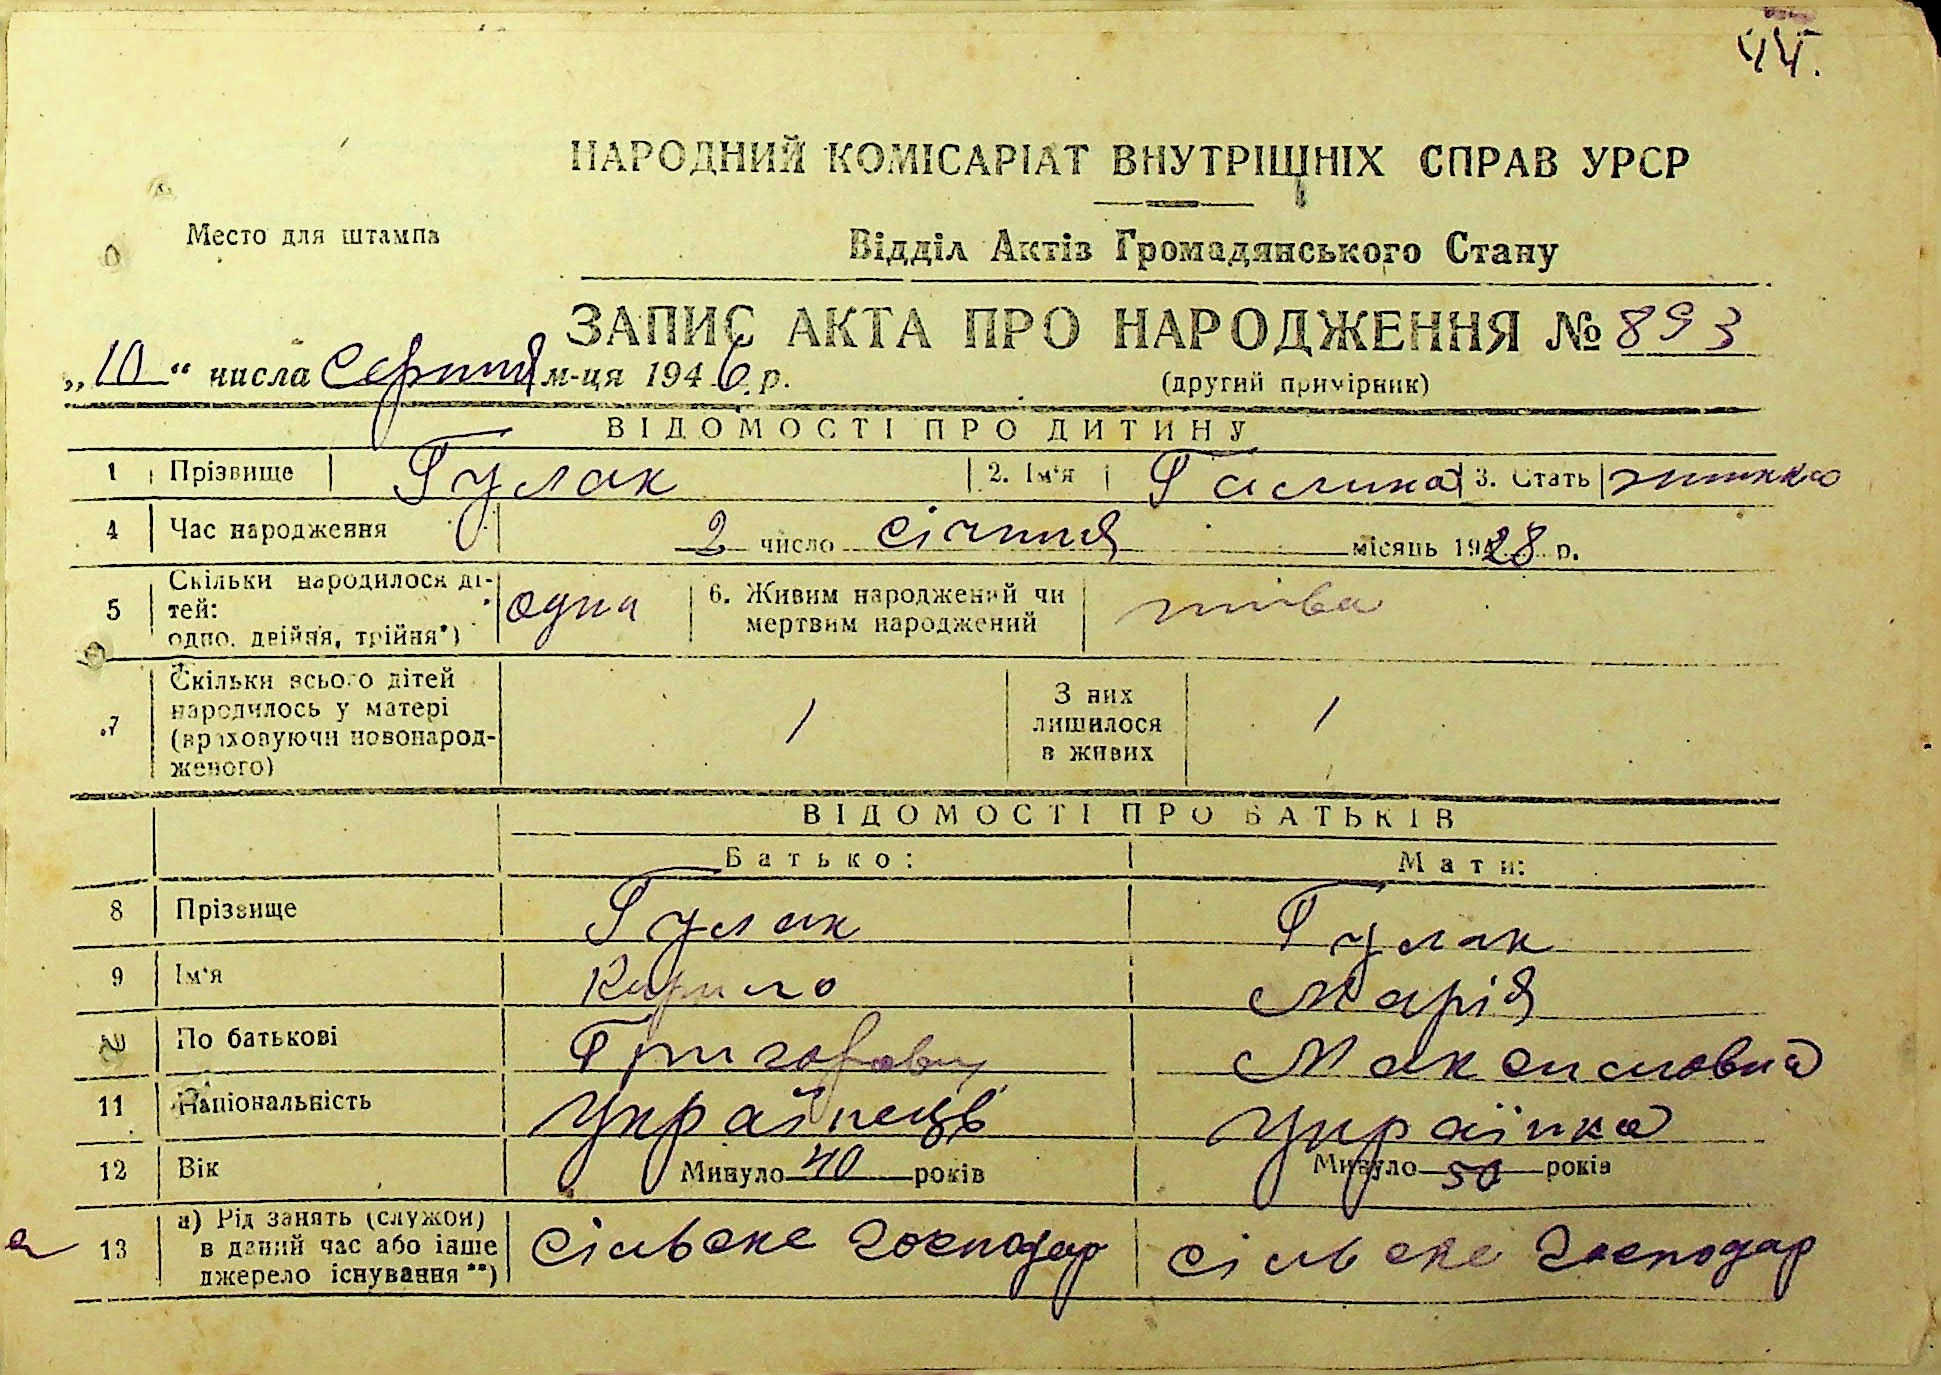 44.
НАРОДНИЙ КОМІСАРІАТ ВНУТРІШНІХ СПРАВ УРСР
Место для штампа
Відділ Актів Громадянського Стану
ЗАПИС АКТА ПРО НАРОДЖЕННЯ № 893
„10“ числа Серпня м-ця 1946 р.
(другий примірник)
ВІДОМОСТІ ПРО ДИТИНУ
1 Прізвище Гулак 2. Ім'я Галина 3. Стать жінка
4 Час народження 2 число січня місяць 1928 р.
5 Скільки народилося ді-
тей:
одно, двійня, трійня*) одна
6. Живим народжений чи
мертвим народжений жива
7 Скільки всього дітей
народилось у матері
(враховуючи новонарод-
женого) 1
З них
лишилося
в живих 1
ВІДОМОСТІ ПРО БАТЬКІВ
Батько: Мати:
8 Прізвище Гулак Гулак
9 Ім'я Кирило Марія
10 По батькові Григорович Максимовна
11 Національність Українець Українка
12 Вік Минуло 40 років Минуло 50 років
13 а) Рід занять (служби)
в даний час або інше
джерело існування**) сільське господар сільске господар